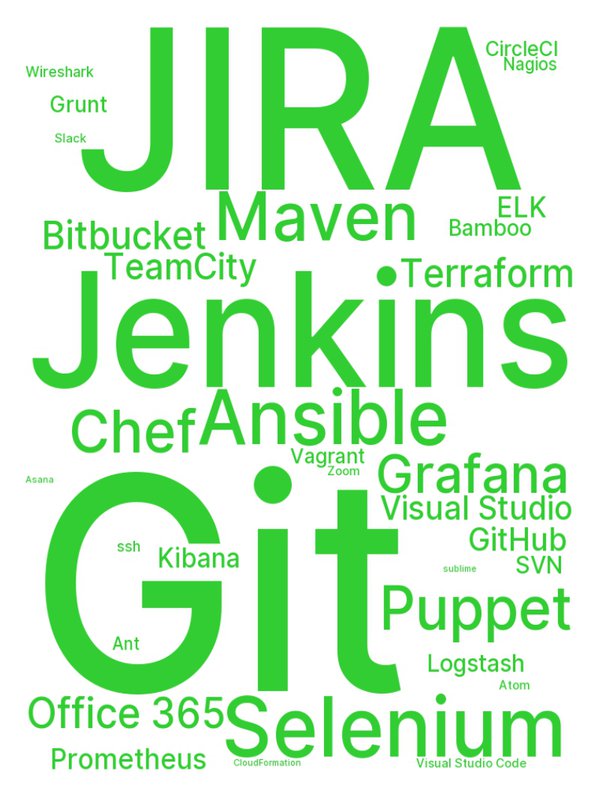 JIRA
CircleCI
Nagios
Wireshark
Grunt
Slack
Maven
ELK
Bamboo
Bitbucket
TeamCity
Terraform
Jenkins
Ansible
Chef
Vagrant
Zoom
Grafana
Asana
Git
Visual Studio
GitHub
ssh
Kibana
SVN
sublime
Puppet
Ant
Logstash
Atom
Office 365
Selenium
Prometheus
CloudFormation
Visual Studio Code